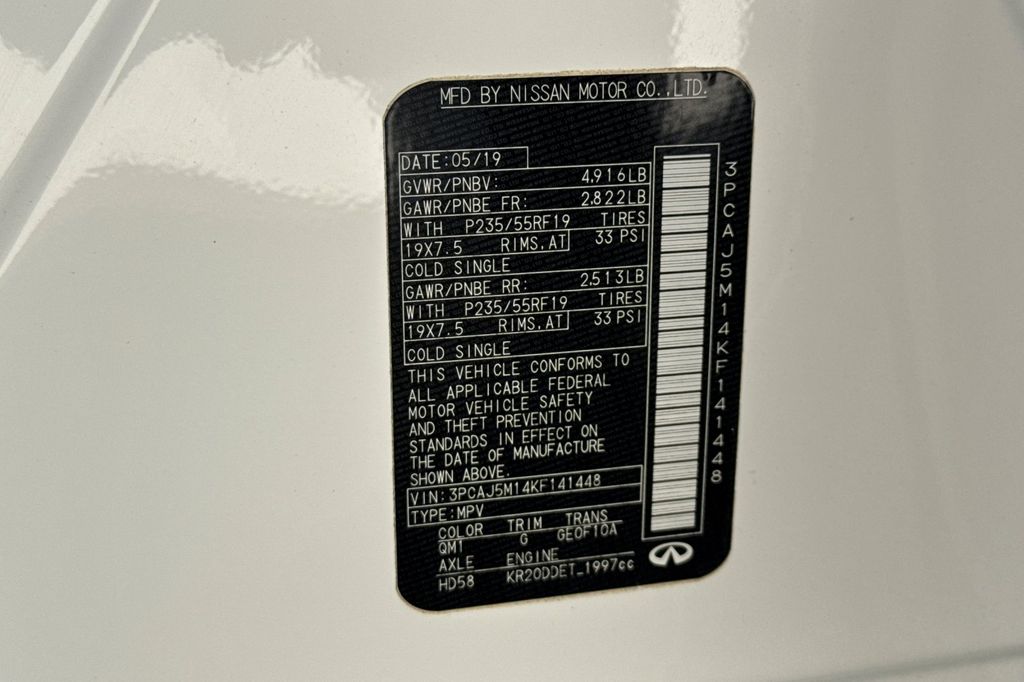 MFD BY NISSAN MOTOR CO.,LTD.
DATE:05/19
GVWR/PNBV: 4,916LB
GAWR/PNBE FR: 2,822LB
WITH P235/55RF19 TIRES
19X7.5 RIMS,AT 33 PSI
COLD SINGLE
GAWR/PNBE RR: 2,513LB
WITH P235/55RF19 TIRES
19X7.5 RIMS,AT 33 PSI
COLD SINGLE
THIS VEHICLE CONFORMS TO
ALL APPLICABLE FEDERAL
MOTOR VEHICLE SAFETY
AND THEFT PREVENTION
STANDARDS IN EFFECT ON
THE DATE OF MANUFACTURE
SHOWN ABOVE.
VIN:3PCAJ5M14KF141448
TYPE:MPV
COLOR TRIM TRANS
QM1 G GE0F10A
AXLE ENGINE
HD58 KR20DDET_1997cc
3PCAJ5M14KF141448